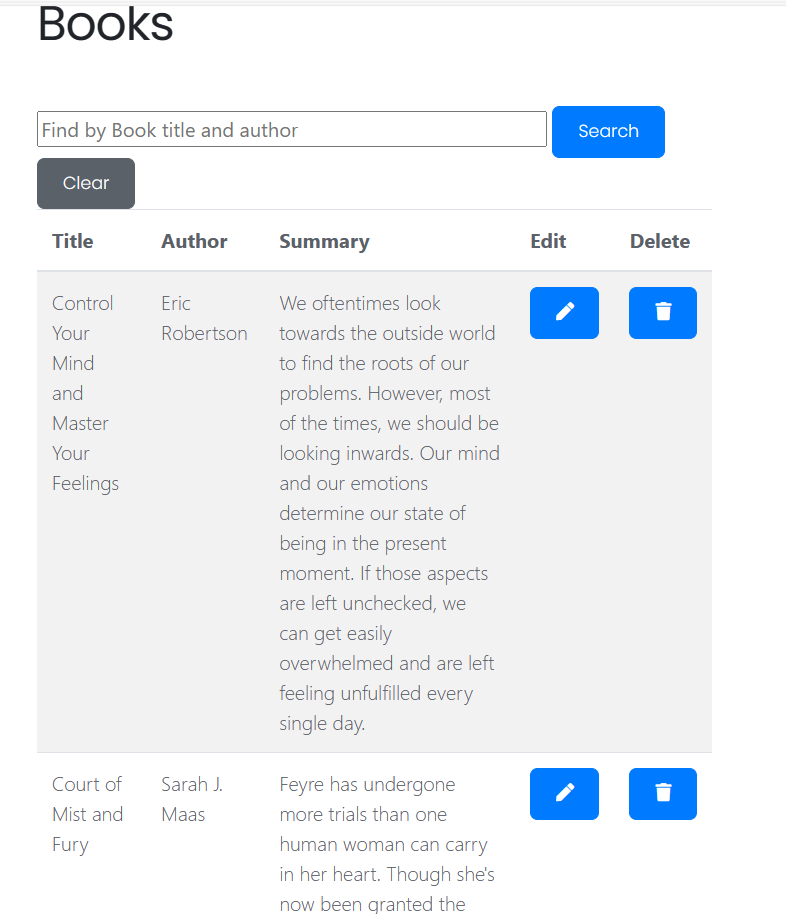 Books
Find by Book title and author
Search
Clear
Title Author Summary Edit Delete
Control
Your
Mind
and
Master
Your
Feelings
Eric
Robertson
We oftentimes look
towards the outside world
to find the roots of our
problems. However, most
of the times, we should be
looking inwards. Our mind
and our emotions
determine our state of
being in the present
moment. If those aspects
are left unchecked, we
can get easily
overwhelmed and are left
feeling unfulfilled every
single day.
Court of
Mist and
Fury
Sarah J.
Maas
Feyre has undergone
more trials than one
human woman can carry
in her heart. Though she's
now been granted the